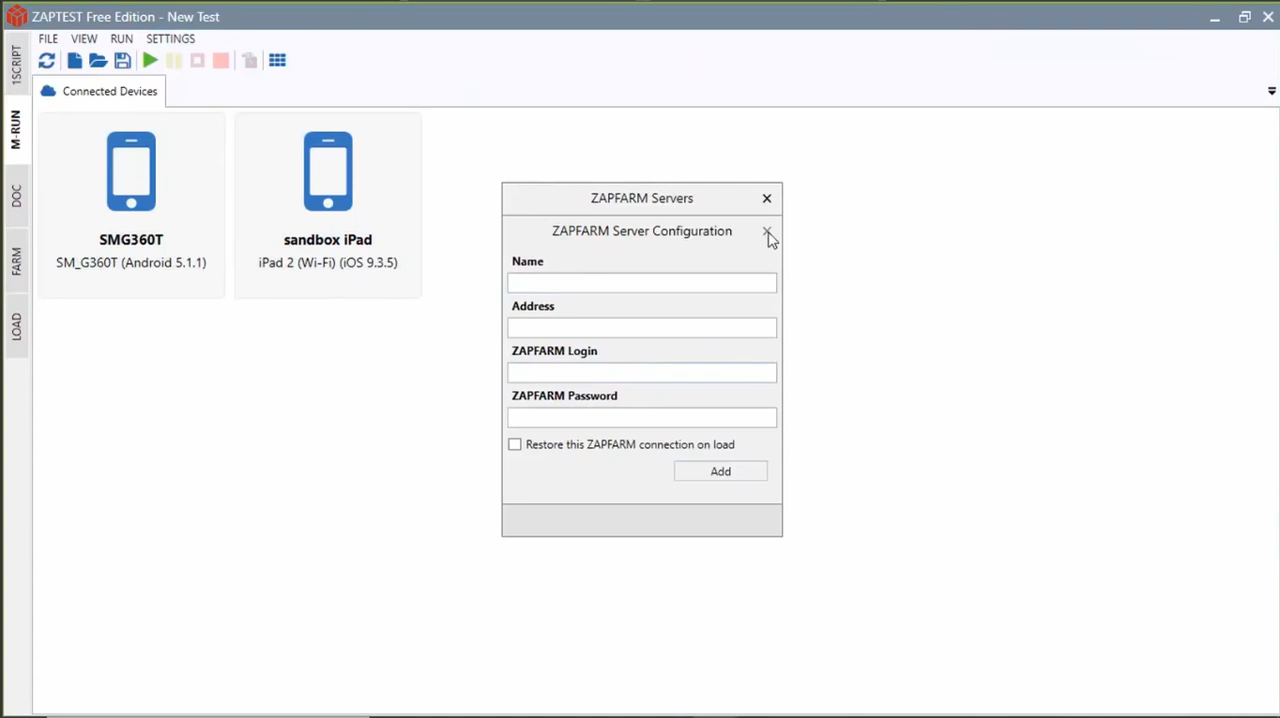 ZAPTEST Free Edition - New Test
FILE VIEW RUN SETTINGS
1SCRIPT
M-RUN
DOC
FARM
LOAD
Connected Devices
SMG360T
SM_G360T (Android 5.1.1)
sandbox iPad
iPad 2 (Wi-Fi) (iOS 9.3.5)
ZAPFARM Servers
ZAPFARM Server Configuration
Name
Address
ZAPFARM Login
ZAPFARM Password
Restore this ZAPFARM connection on load
Add